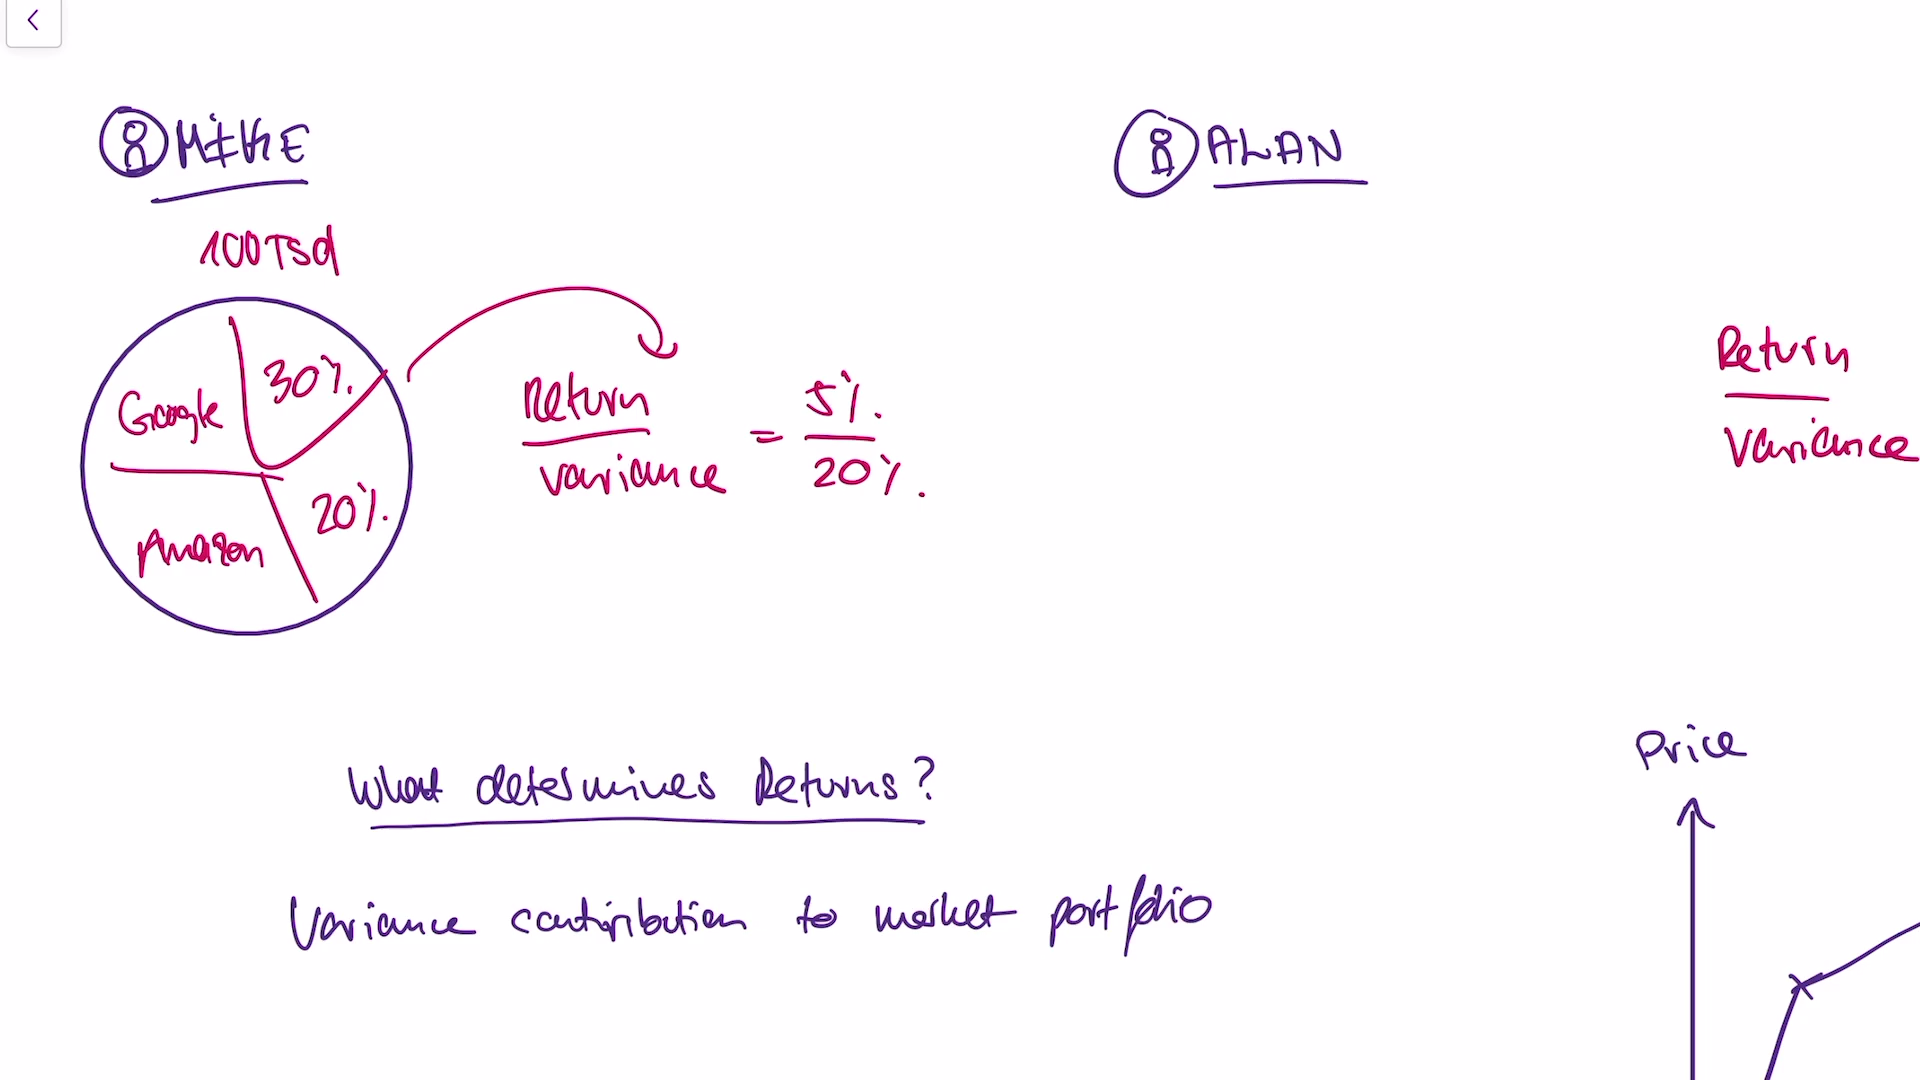 MIKE
100Tsd
Google
30%.
20%.
Amazon
Return
variance
=
5%.
20%.
ALAN
Return
Variance
What determines Returns?
Variance contribution to market portfolio
Price